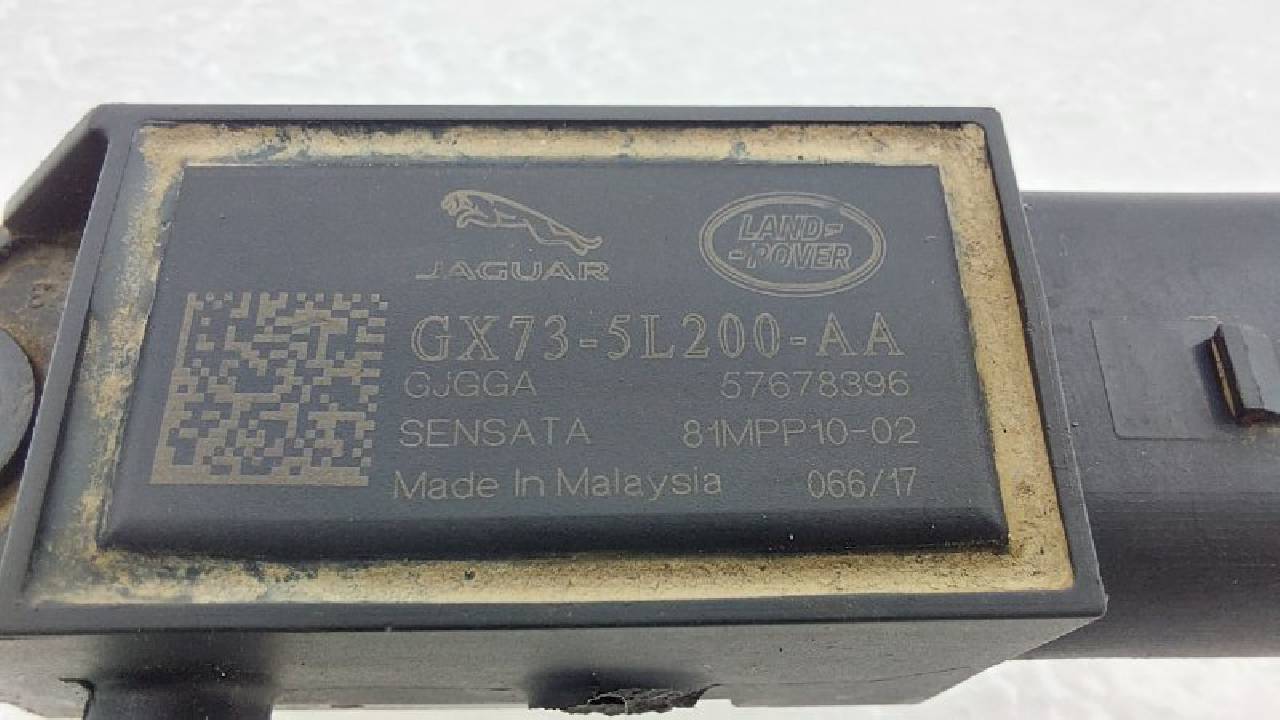 JAGUAR
LAND-
-ROVER
GX73-5L200-AA
GJGGA 57678396
SENSATA 81MPP10-02
Made In Malaysia 066/17